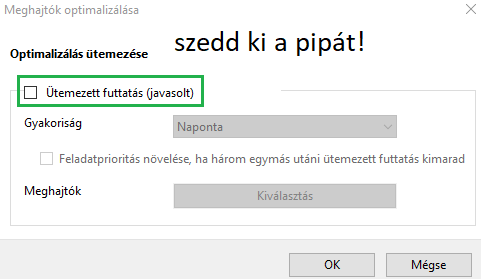 Meghajtók optimalizálása
szedd ki a pipát!
Optimalizálás ütemezése
Ütemezett futtatás (javasolt)
Gyakoriság
Naponta
Feladatprioritás növelése, ha három egymás utáni ütemezett futtatás kimarad
Meghajtók
Kiválasztás
OK
Mégse